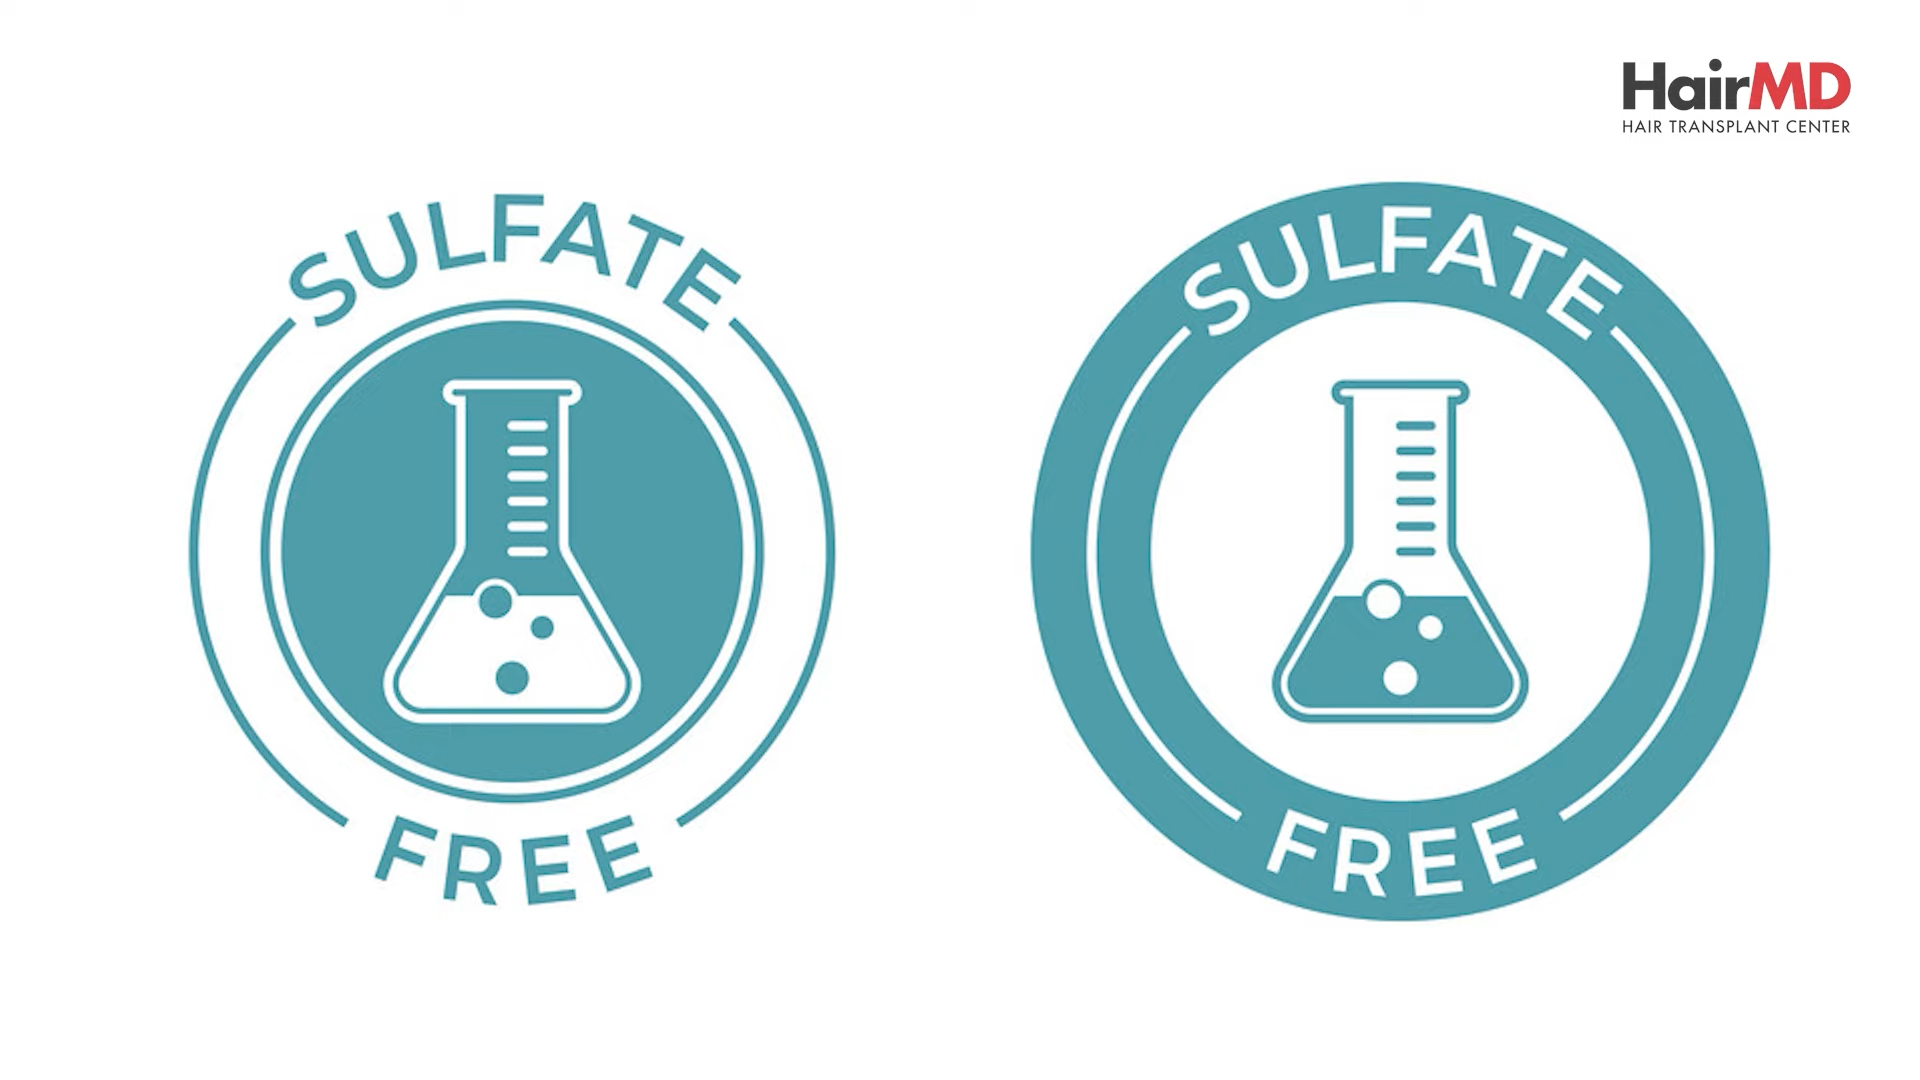 HairMD
HAIR TRANSPLANT CENTER
SULFATE
FREE
SULFATE
FREE